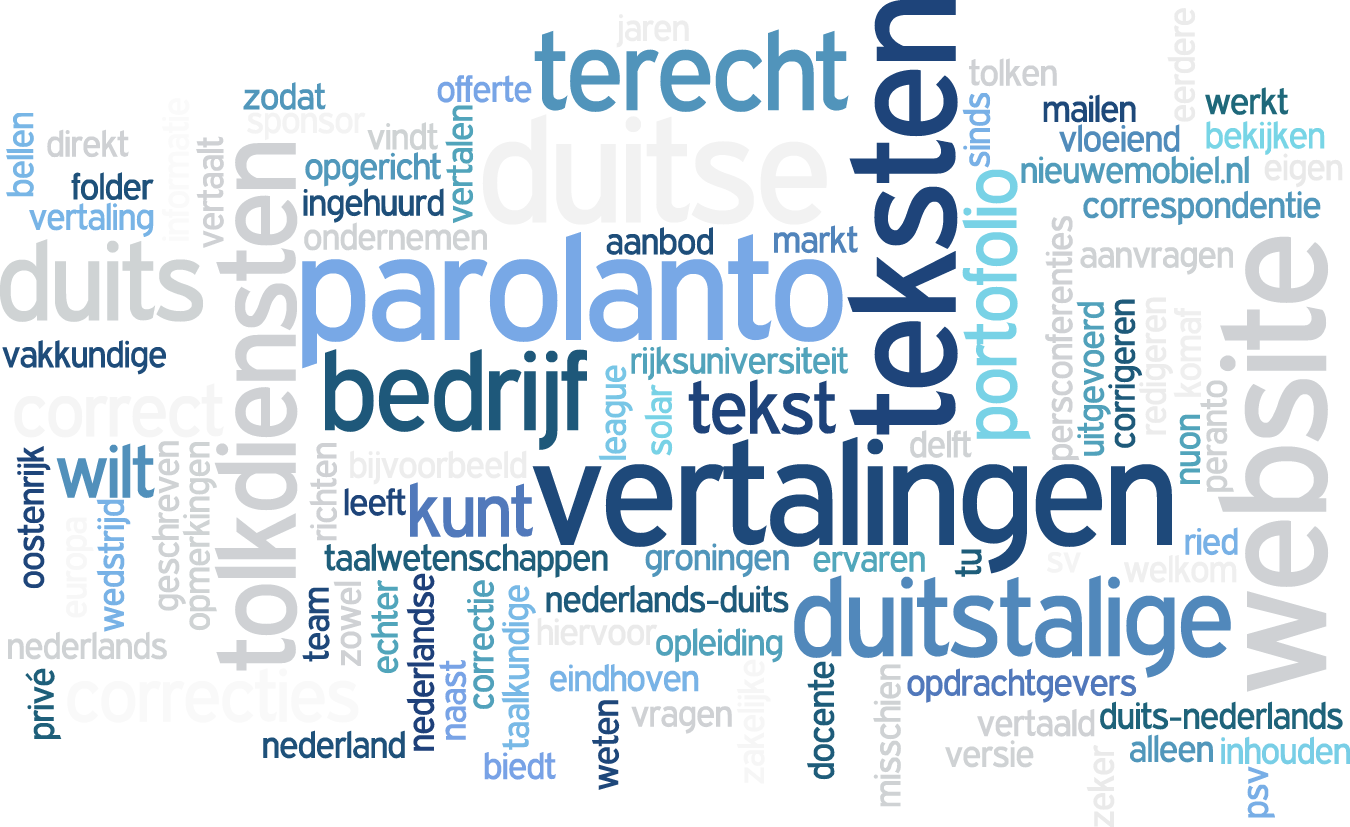 jaren
terecht
teksten
tolken
eerdere
offerte
zodat
sponsor
vindt
vertalen
duitse
sinds
mailen
werkt
vloeiend
bekijken
nieuwemobiel.nl
eigen
correspondentie
bellen
direkt
informatie
vertaalt
folder
vertaling
opgericht
ingehuurd
ondernemen
aanbod
markt
portofolio
persconferenties
aanvragen
website
duits
tolkdiensten
parolanto
vakkundige
bedrijf
league
rijksuniversiteit
solar
tekst
uitgevoerd
corrigeren
redigeren
komaf
peranto
nuon
delft
correct
wilt
oostenrijk
europa
wedstrijd
geschreven
opmerkingen
richten
bijvoorbeeld
leeft
kunt
vertalingen
taalwetenschappen
groningen
ervaren
tu
sv
ried
welkom
duitstalige
nederlands
team
zowel
echter
nederlandse
correctie
taalkundige
nederlands-duits
hiervoor
opleiding
privé
correcties
naast
eindhoven
vragen
zakelijke
docente
misschien
opdrachtgevers
vertaald
duits-nederlands
nederland
biedt
weten
versie
zeker
alleen
inhouden
psv